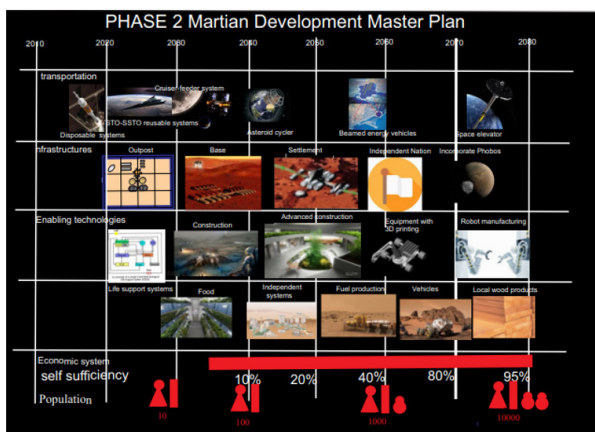 PHASE 2 Martian Development Master Plan
2010 2020 2030 2040 2050 2060 2070 2080
transportation
Cruiser-feeder system
TSTO-SSTO reusable systems
Disposable systems
Asteroid cycler
Beamed energy vehicles
Space elevator
nfrastructures
Outpost
Base
Settlement
Independent Nation
Incorporate Phobos
Enabling technologies
Construction
Advanced construction
Equipment with
3D printing
Robot manufacturing
Life support systems
Food
Independent
systems
Fuel production
Vehicles
Local wood products
Economic system
self sufficiency
10% 20% 40% 80% 95%
Population
10
100
1000
10000